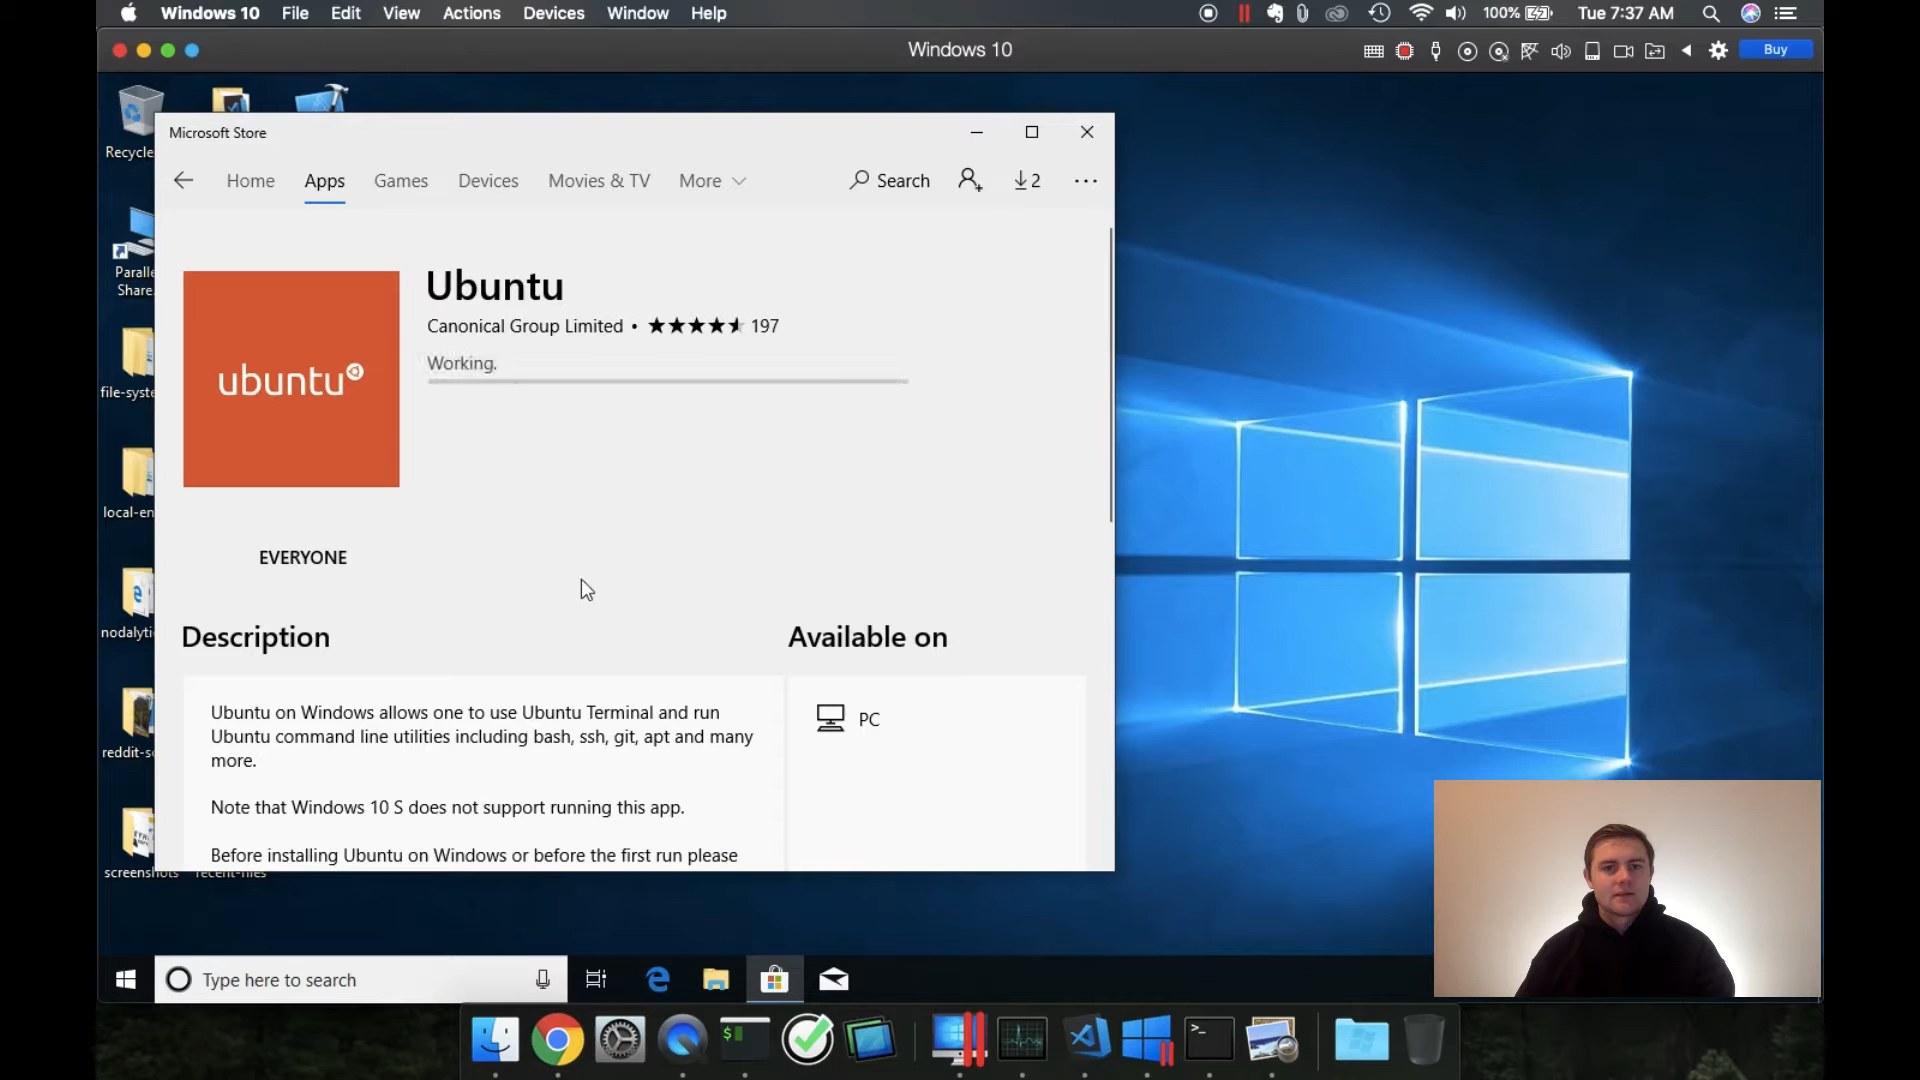 Windows 10 File Edit View Actions Devices Window Help 100% Tue 7:37 AM
Windows 10 Buy
Recycle
Microsoft Store
Home Apps Games Devices Movies & TV More Search 2
Paralle
Share
Ubuntu
Canonical Group Limited • ★★★★⯨ 197
Working.
ubuntu
file-syste
local-en
EVERYONE
nodalyti
Description
Available on
Ubuntu on Windows allows one to use Ubuntu Terminal and run
Ubuntu command line utilities including bash, ssh, git, apt and many
more.
PC
reddit-sc
Note that Windows 10 S does not support running this app.
Before installing Ubuntu on Windows or before the first run please
screenshots recent-files
Type here to search
$
>_